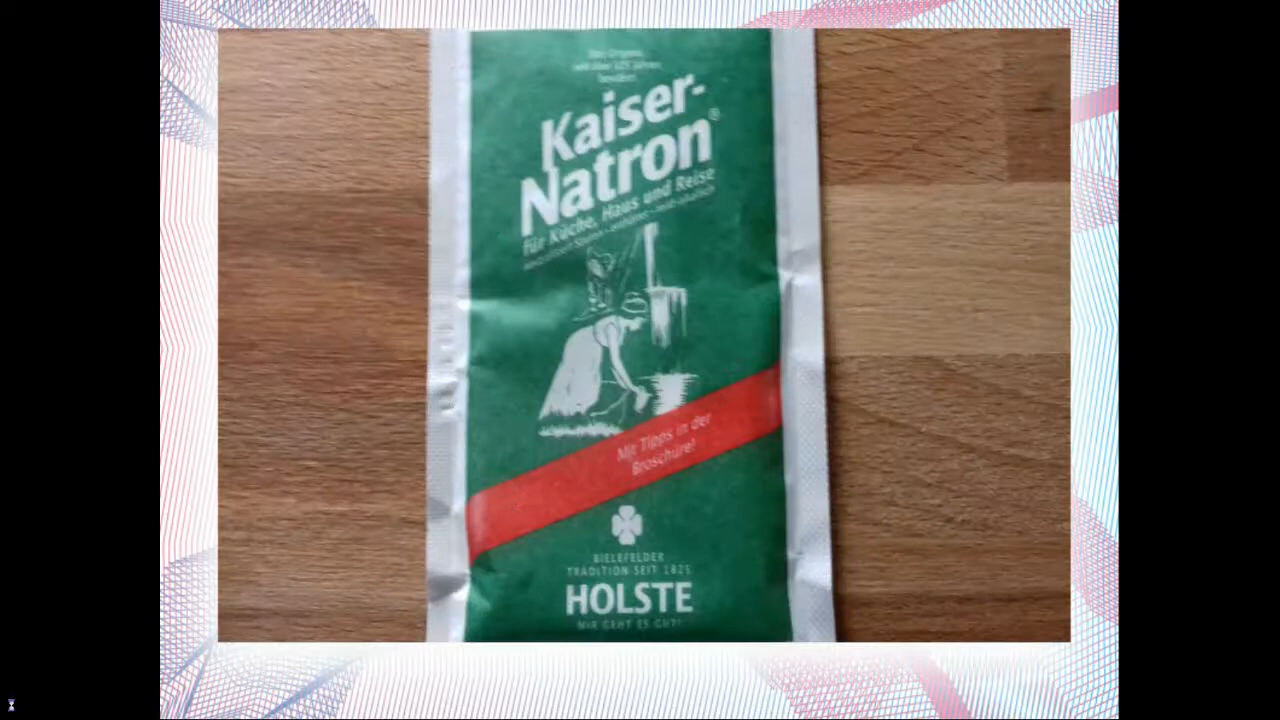 Kaiser-
Natron®
für Küche, Haus und Reise
Mit Tipps in der
Broschüre!
BIELEFELDER
TRADITION SEIT 1825
HOLSTE
MIR GEHT ES GUT!